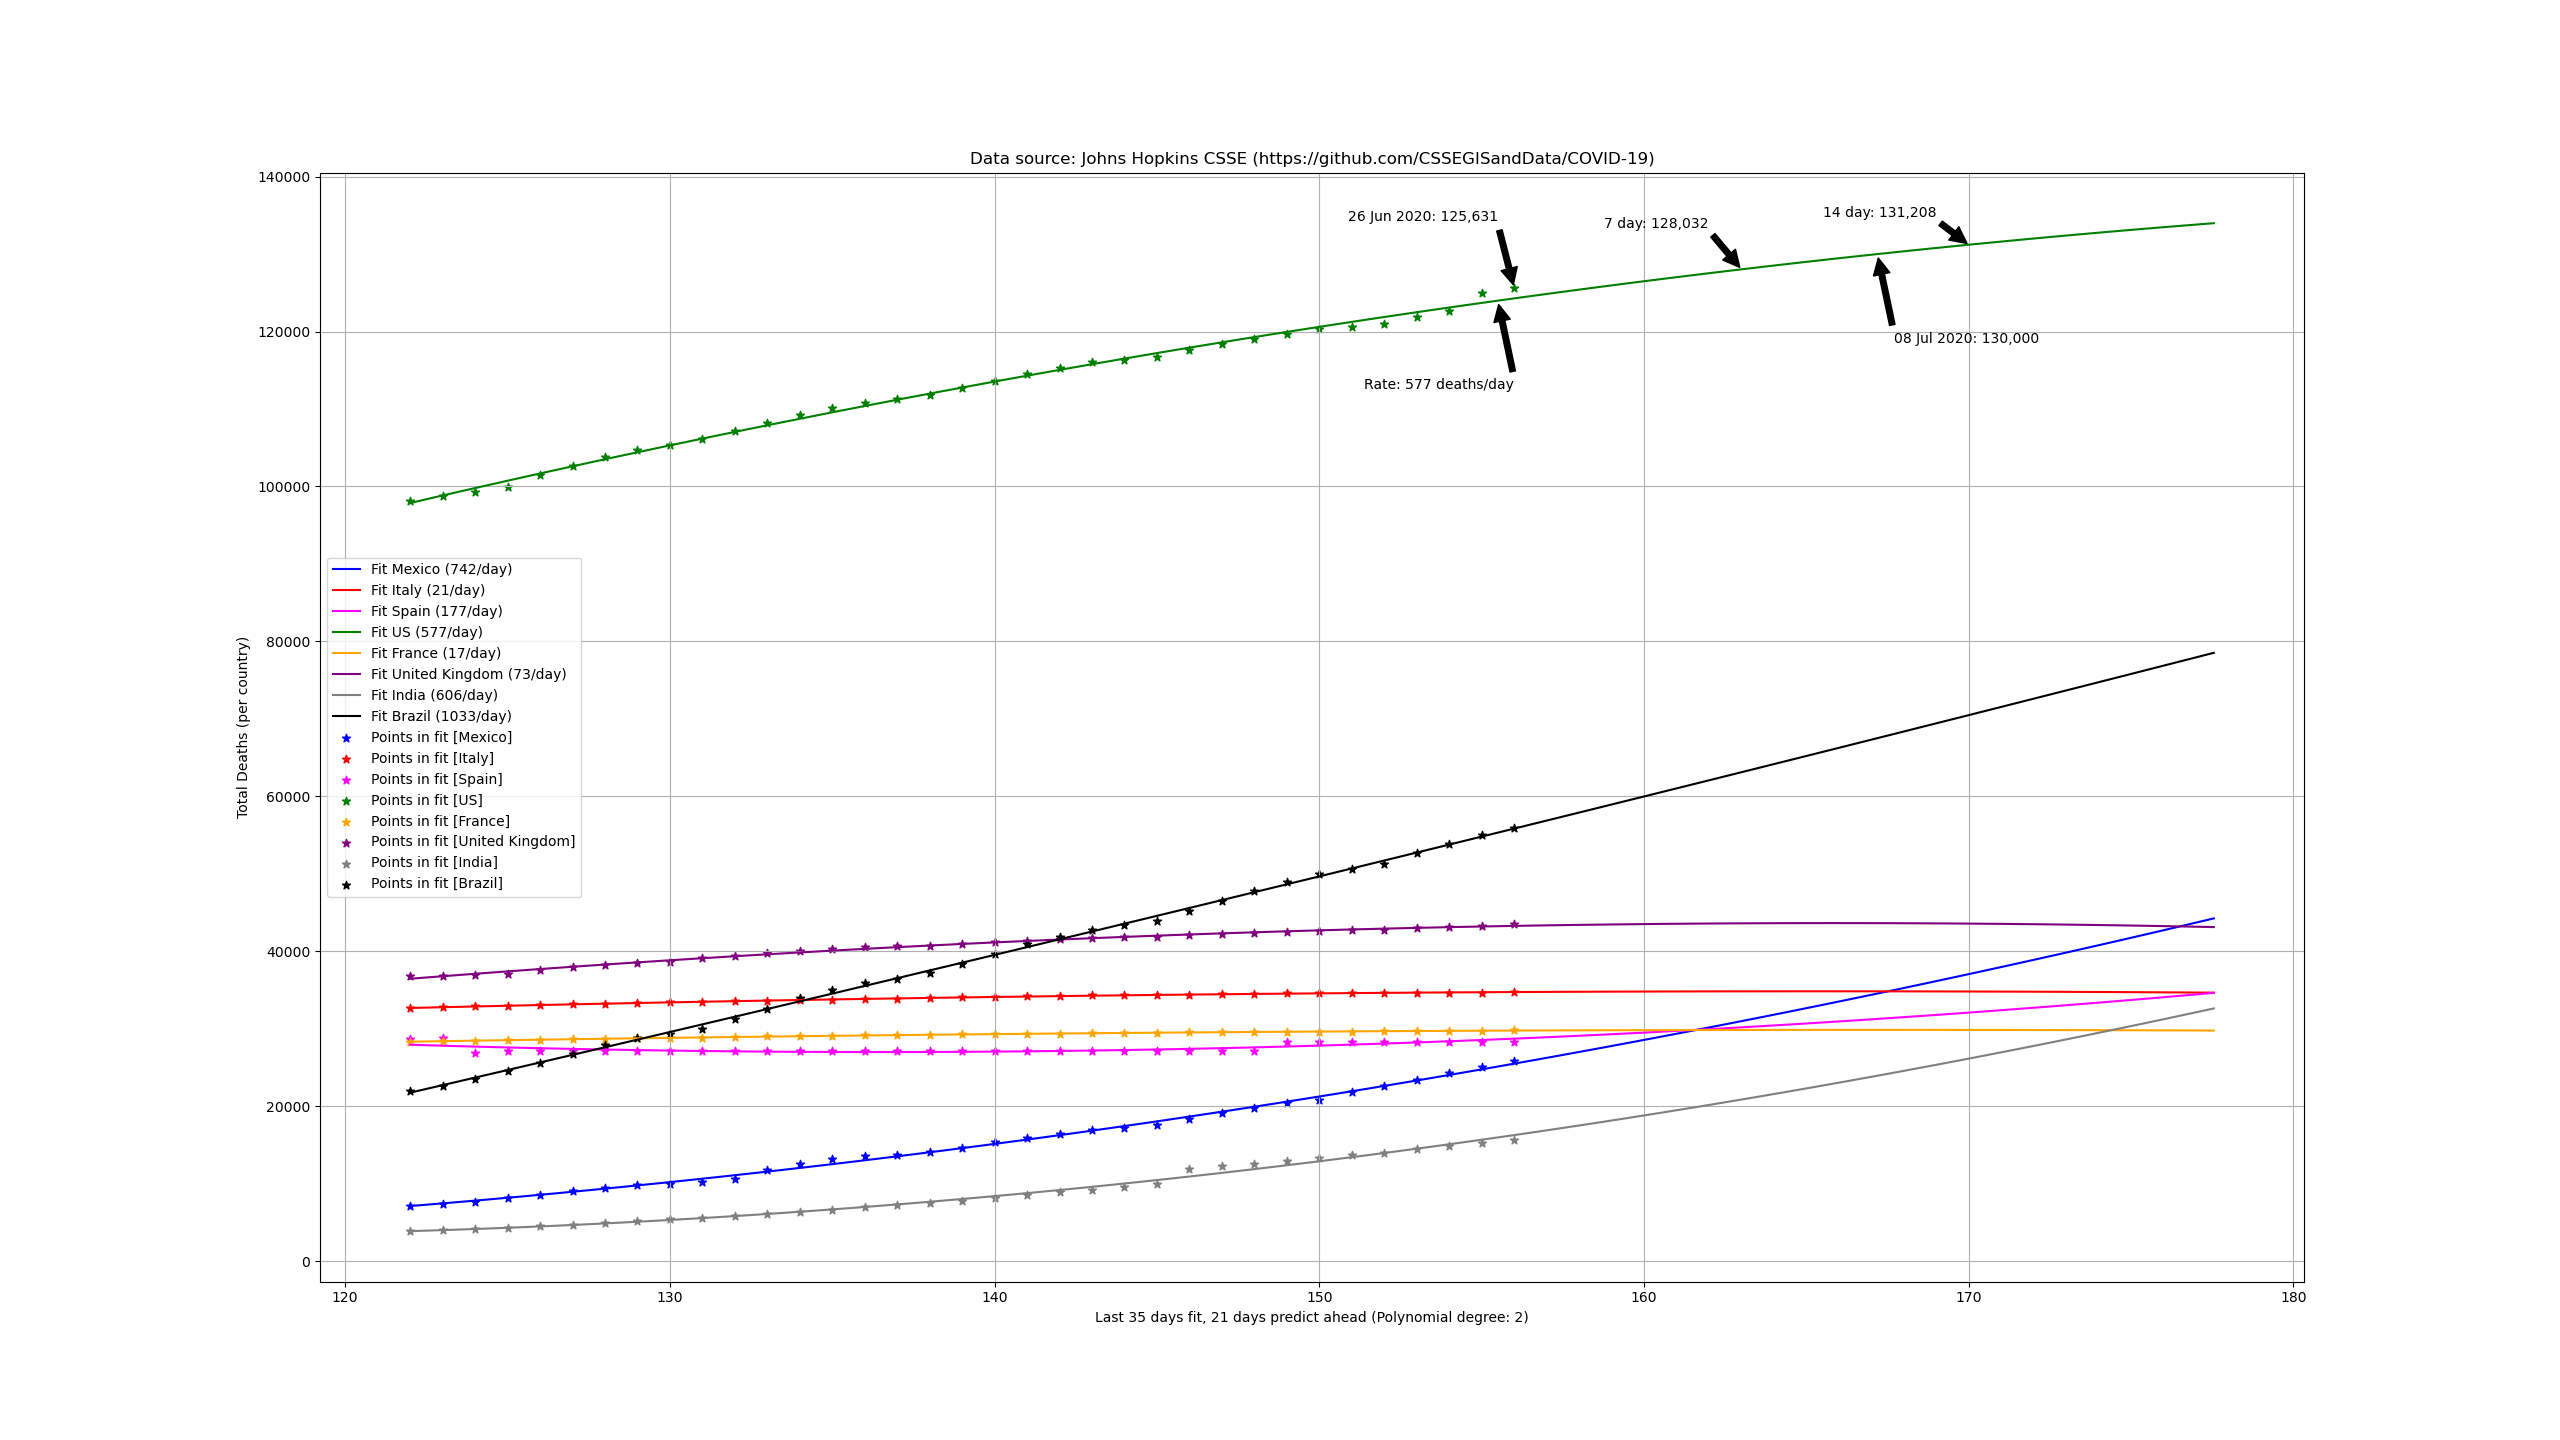 Data source: Johns Hopkins CSSE (https://github.com/CSSEGISandData/COVID-19)
140000
120000
100000
80000
60000
40000
20000
0
Total Deaths (per country)
26 Jun 2020: 125,631
7 day: 128,032
14 day: 131,208
08 Jul 2020: 130,000
Rate: 577 deaths/day
Fit Mexico (742/day)
Fit Italy (21/day)
Fit Spain (177/day)
Fit US (577/day)
Fit France (17/day)
Fit United Kingdom (73/day)
Fit India (606/day)
Fit Brazil (1033/day)
Points in fit [Mexico]
Points in fit [Italy]
Points in fit [Spain]
Points in fit [US]
Points in fit [France]
Points in fit [United Kingdom]
Points in fit [India]
Points in fit [Brazil]
120 130 140 150 160 170 180
Last 35 days fit, 21 days predict ahead (Polynomial degree: 2)